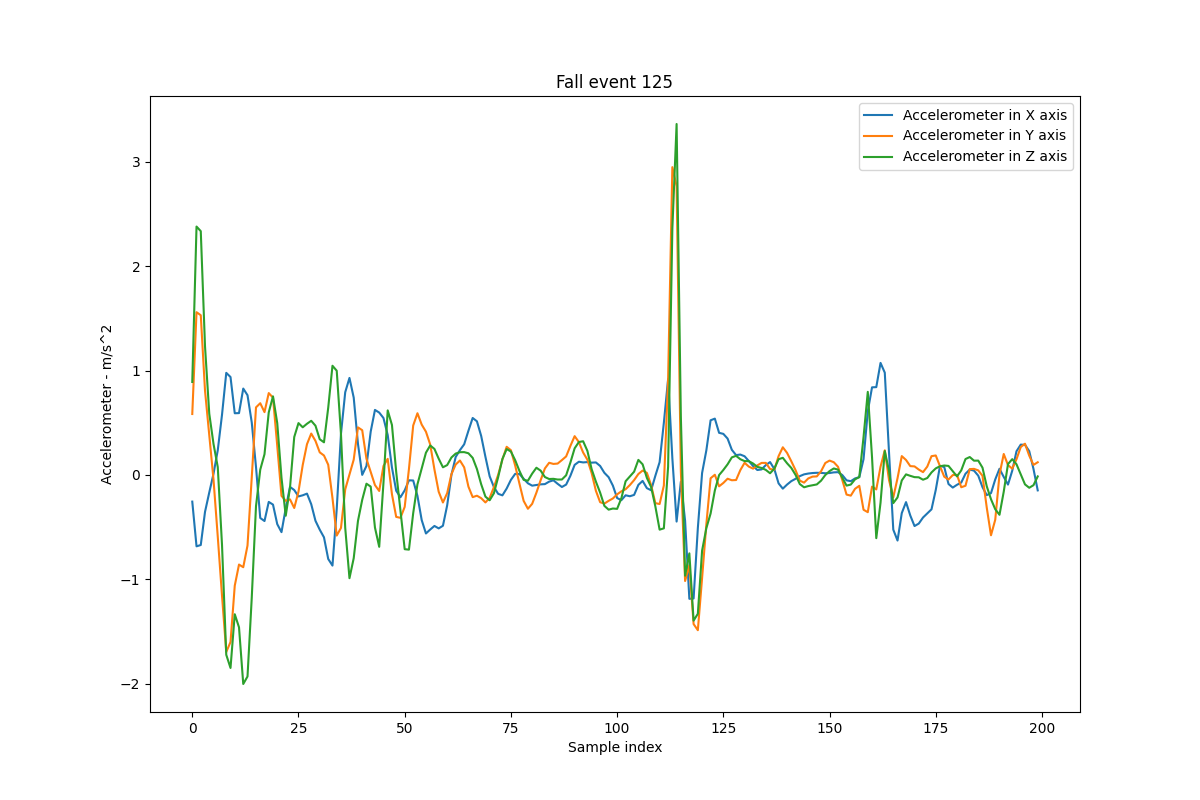 Fall event 125
Accelerometer in X axis
Accelerometer in Y axis
Accelerometer in Z axis
Accelerometer - m/s^2
3
2
1
0
−1
−2
0 25 50 75 100 125 150 175 200
Sample index